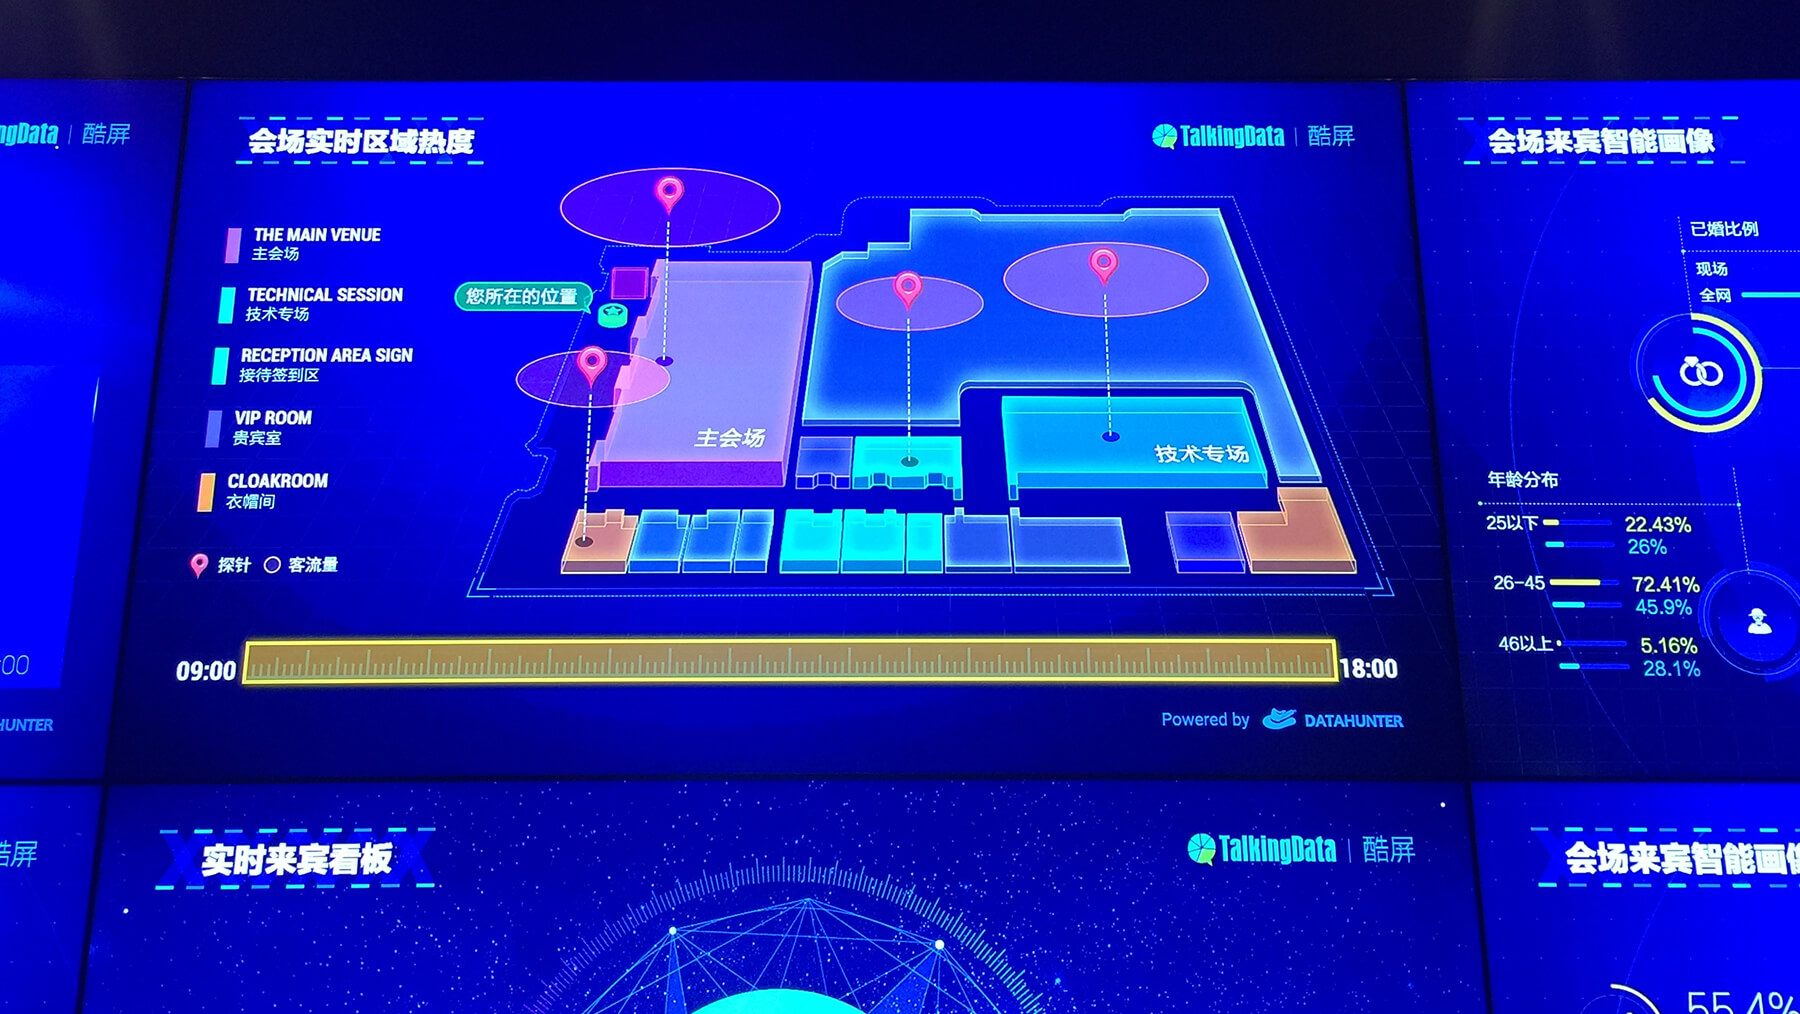 ngData | 酷屏
会场实时区域热度
TalkingData | 酷屏
会场来宾智能画像
THE MAIN VENUE
主会场
TECHNICAL SESSION
技术专场
RECEPTION AREA SIGN
接待签到区
VIP ROOM
贵宾室
CLOAKROOM
衣帽间
探针 客流量
您所在的位置
主会场
技术专场
09:00
18:00
Powered by DATAHUNTER
:00
HUNTER
已婚比例
现场
全网
年龄分布
25以下 22.43%
26%
26-45 72.41%
45.9%
46以上 5.16%
28.1%
酷屏
实时来宾看板
TalkingData | 酷屏
会场来宾智能画像
55.4%